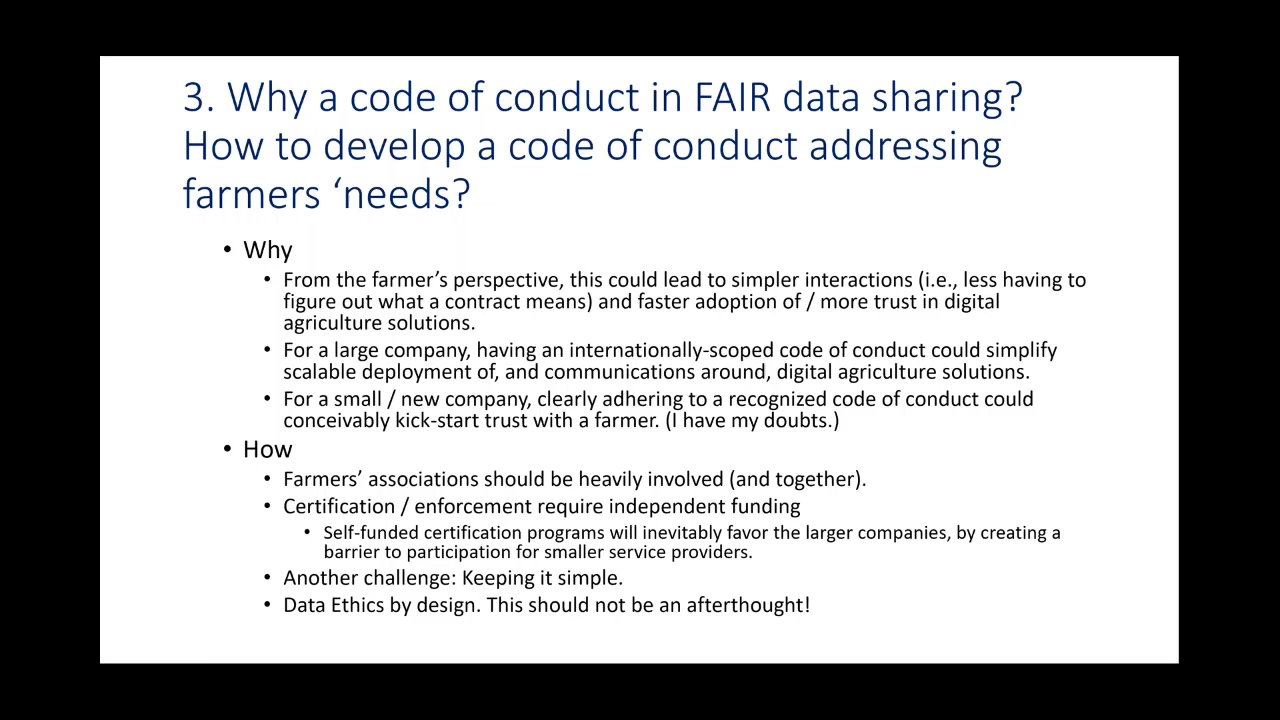 3. Why a code of conduct in FAIR data sharing?
How to develop a code of conduct addressing
farmers ‘needs?
• Why
• From the farmer’s perspective, this could lead to simpler interactions (i.e., less having to
figure out what a contract means) and faster adoption of / more trust in digital
agriculture solutions.
• For a large company, having an internationally-scoped code of conduct could simplify
scalable deployment of, and communications around, digital agriculture solutions.
• For a small / new company, clearly adhering to a recognized code of conduct could
conceivably kick-start trust with a farmer. (I have my doubts.)
• How
• Farmers’ associations should be heavily involved (and together).
• Certification / enforcement require independent funding
• Self-funded certification programs will inevitably favor the larger companies, by creating a
barrier to participation for smaller service providers.
• Another challenge: Keeping it simple.
• Data Ethics by design. This should not be an afterthought!